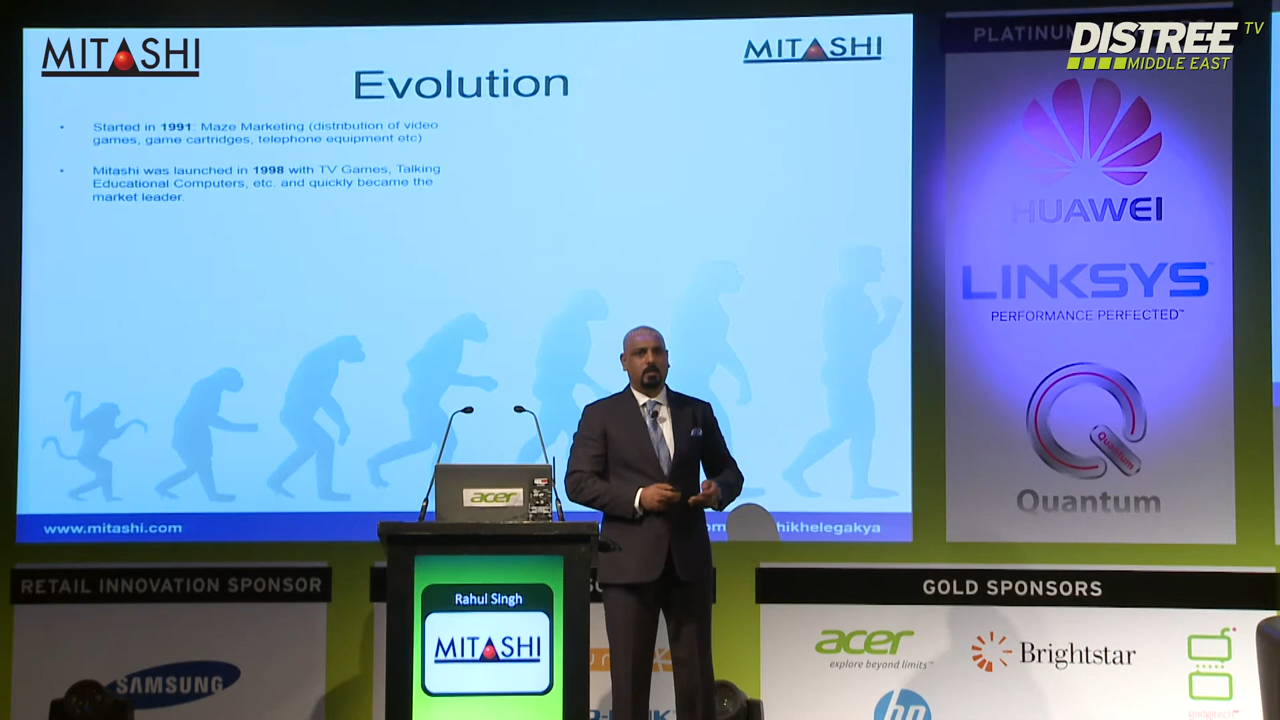 MITASHI
MITASHI
Evolution
• Started in 1991: Maze Marketing (distribution of video
games, game cartridges, telephone equipment etc)
• Mitashi was launched in 1998 with TV Games, Talking
Educational Computers, etc. and quickly became the
market leader.
www.mitashi.com
hikhelegakya
DISTREE TV
MIDDLE EAST
PLATINUM
HUAWEI
LINKSYS
PERFORMANCE PERFECTED™
Quantum
Quantum
acer
Rahul Singh
MITASHI
RETAIL INNOVATION SPONSOR
SAMSUNG
GOLD SPONSORS
acer
explore beyond limits™
Brightstar
hp